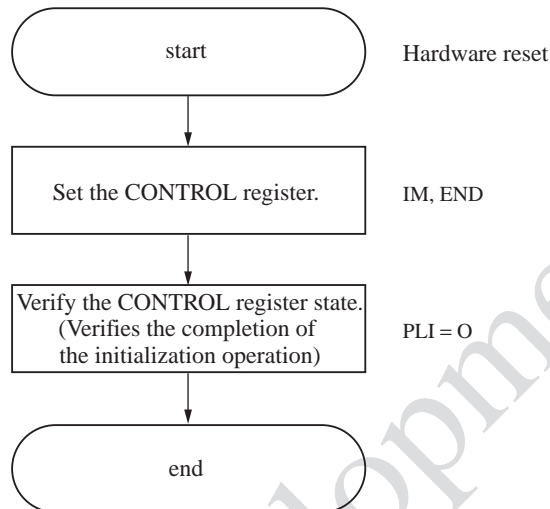 start
Hardware reset
Set the CONTROL register.
IM, END
Verify the CONTROL register state.
(Verifies the completion of
the initialization operation)
PLI = O
end